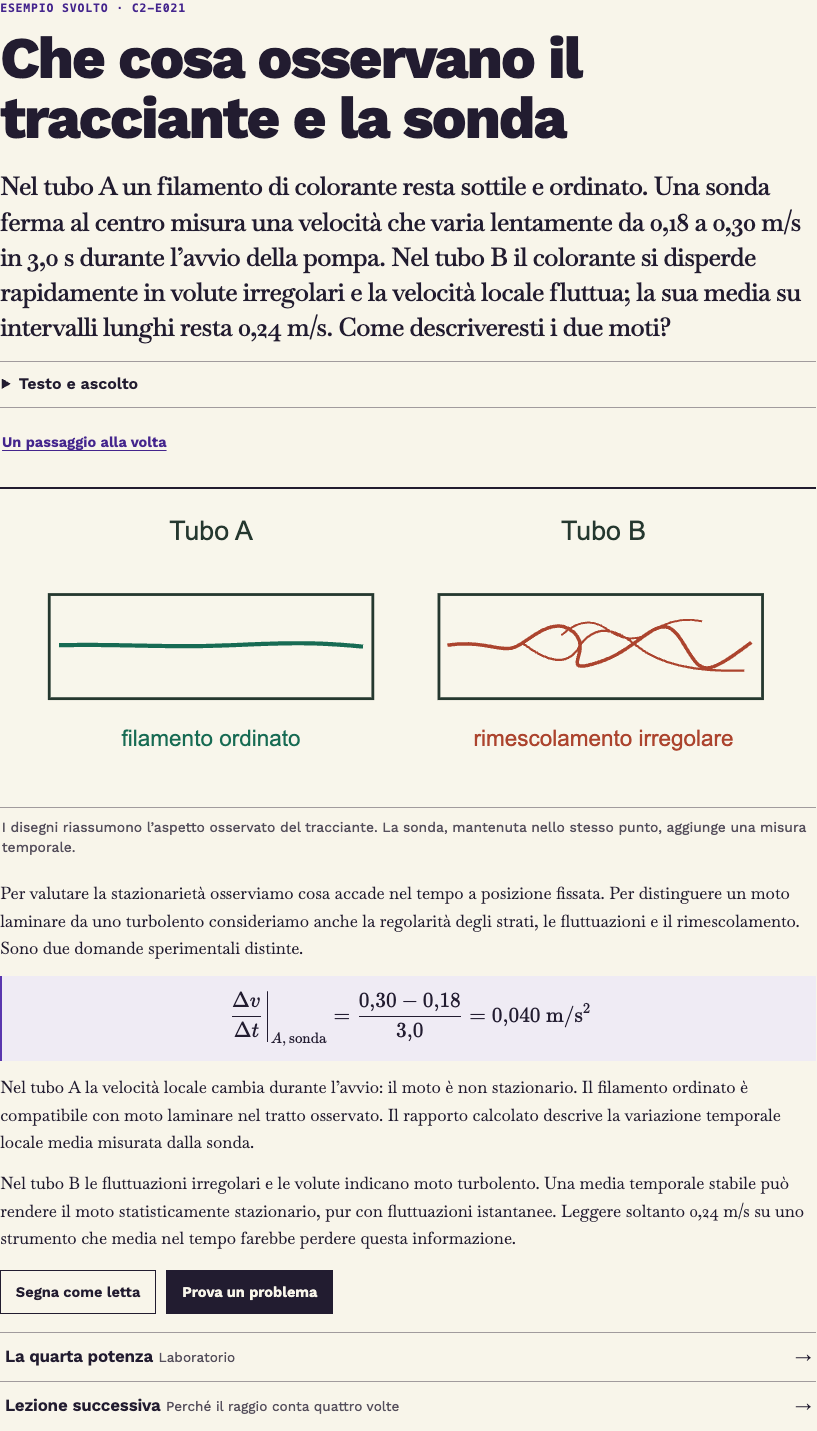 ESEMPIO SVOLTO · C2-E021
Che cosa osservano il
tracciante e la sonda
Nel tubo A un filamento di colorante resta sottile e ordinato. Una sonda
ferma al centro misura una velocità che varia lentamente da 0,18 a 0,30 m/s
in 3,0 s durante l’avvio della pompa. Nel tubo B il colorante si disperde
rapidamente in volute irregolari e la velocità locale fluttua; la sua media su
intervalli lunghi resta 0,24 m/s. Come descriveresti i due moti?
▶ Testo e ascolto
Un passaggio alla volta
Tubo A Tubo B
filamento ordinato rimescolamento irregolare
I disegni riassumono l’aspetto osservato del tracciante. La sonda, mantenuta nello stesso punto, aggiunge una misura
temporale.
Per valutare la stazionarietà osserviamo cosa accade nel tempo a posizione fissata. Per distinguere un moto
laminare da uno turbolento consideriamo anche la regolarità degli strati, le fluttuazioni e il rimescolamento.
Sono due domande sperimentali distinte.
Δv/Δt |A, sonda = (0,30 − 0,18)/3,0 = 0,040 m/s²
Nel tubo A la velocità locale cambia durante l’avvio: il moto è non stazionario. Il filamento ordinato è
compatibile con moto laminare nel tratto osservato. Il rapporto calcolato descrive la variazione temporale
locale media misurata dalla sonda.
Nel tubo B le fluttuazioni irregolari e le volute indicano moto turbolento. Una media temporale stabile può
rendere il moto statisticamente stazionario, pur con fluttuazioni istantanee. Leggere soltanto 0,24 m/s su uno
strumento che media nel tempo farebbe perdere questa informazione.
Segna come letta Prova un problema
La quarta potenza Laboratorio →
Lezione successiva Perché il raggio conta quattro volte →